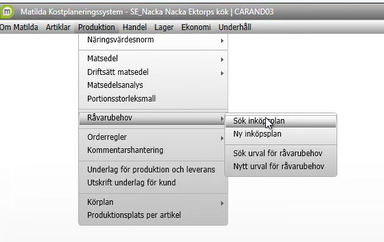 Matilda Kostplaneringssystem - SE_Nacka Nacka Ektorps kök | CARAND03
Om Matilda Artiklar Produktion Handel Lager Ekonomi Underhåll
Näringsvärdesnorm
Matsedel
Driftsätt matsedel
Matsedelsanalys
Portionsstorleksmall
Råvarubehov
Sök inköpsplan
Ny inköpsplan
Sök urval för råvarubehov
Nytt urval för råvarubehov
Orderregler
Kommentarshantering
Underlag för produktion och leverans
Utskrift underlag för kund
Körplan
Produktionsplats per artikel